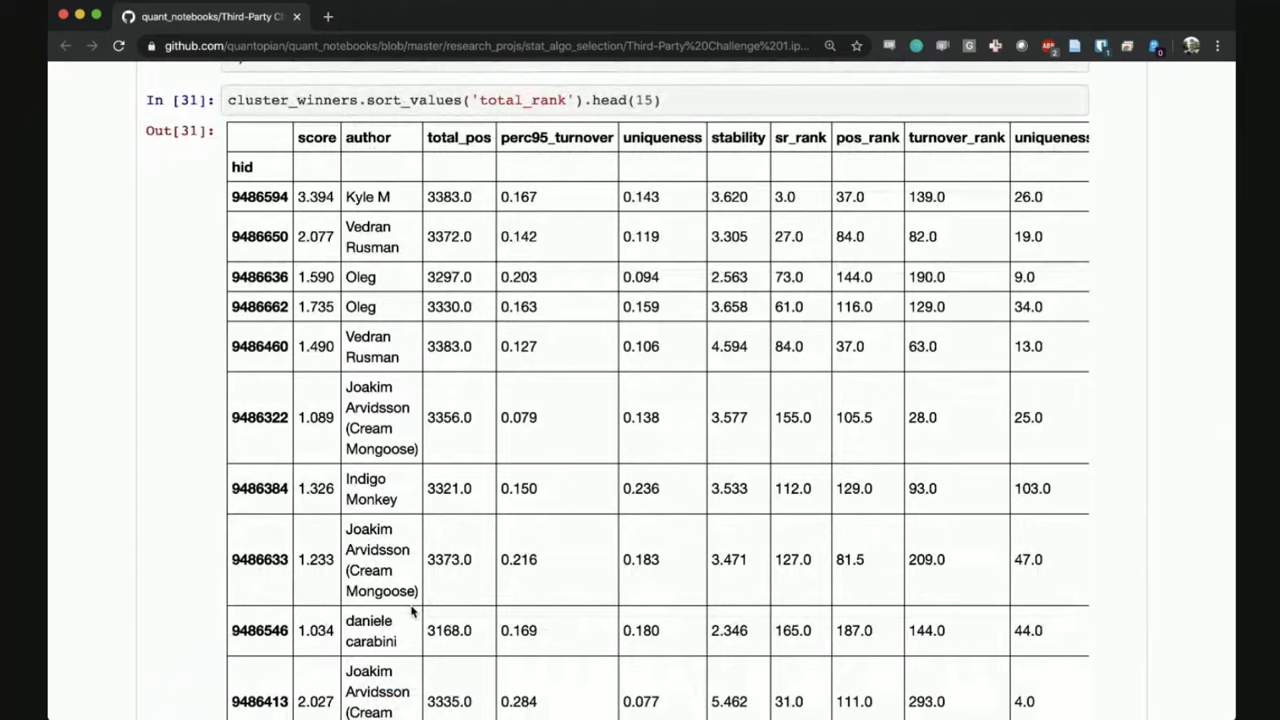 quant_notebooks/Third-Party Ch
github.com/quantopian/quant_notebooks/blob/master/research_projs/stat_algo_selection/Third-Party%20Challenge%201.ip...
In [31]: cluster_winners.sort_values('total_rank').head(15)
Out[31]:
score author total_pos perc95_turnover uniqueness stability sr_rank pos_rank turnover_rank uniqueness
hid
9486594 3.394 Kyle M 3383.0 0.167 0.143 3.620 3.0 37.0 139.0 26.0
Vedran
9486650 2.077 3372.0 0.142 0.119 3.305 27.0 84.0 82.0 19.0
Rusman
9486636 1.590 Oleg 3297.0 0.203 0.094 2.563 73.0 144.0 190.0 9.0
9486662 1.735 Oleg 3330.0 0.163 0.159 3.658 61.0 116.0 129.0 34.0
Vedran
9486460 1.490 3383.0 0.127 0.106 4.594 84.0 37.0 63.0 13.0
Rusman
Joakim
Arvidsson
9486322 1.089 3356.0 0.079 0.138 3.577 155.0 105.5 28.0 25.0
(Cream
Mongoose)
Indigo
9486384 1.326 3321.0 0.150 0.236 3.533 112.0 129.0 93.0 103.0
Monkey
Joakim
Arvidsson
9486633 1.233 3373.0 0.216 0.183 3.471 127.0 81.5 209.0 47.0
(Cream
Mongoose)
daniele
9486546 1.034 3168.0 0.169 0.180 2.346 165.0 187.0 144.0 44.0
carabini
Joakim
Arvidsson
9486413 2.027 3335.0 0.284 0.077 5.462 31.0 111.0 293.0 4.0
(Cream